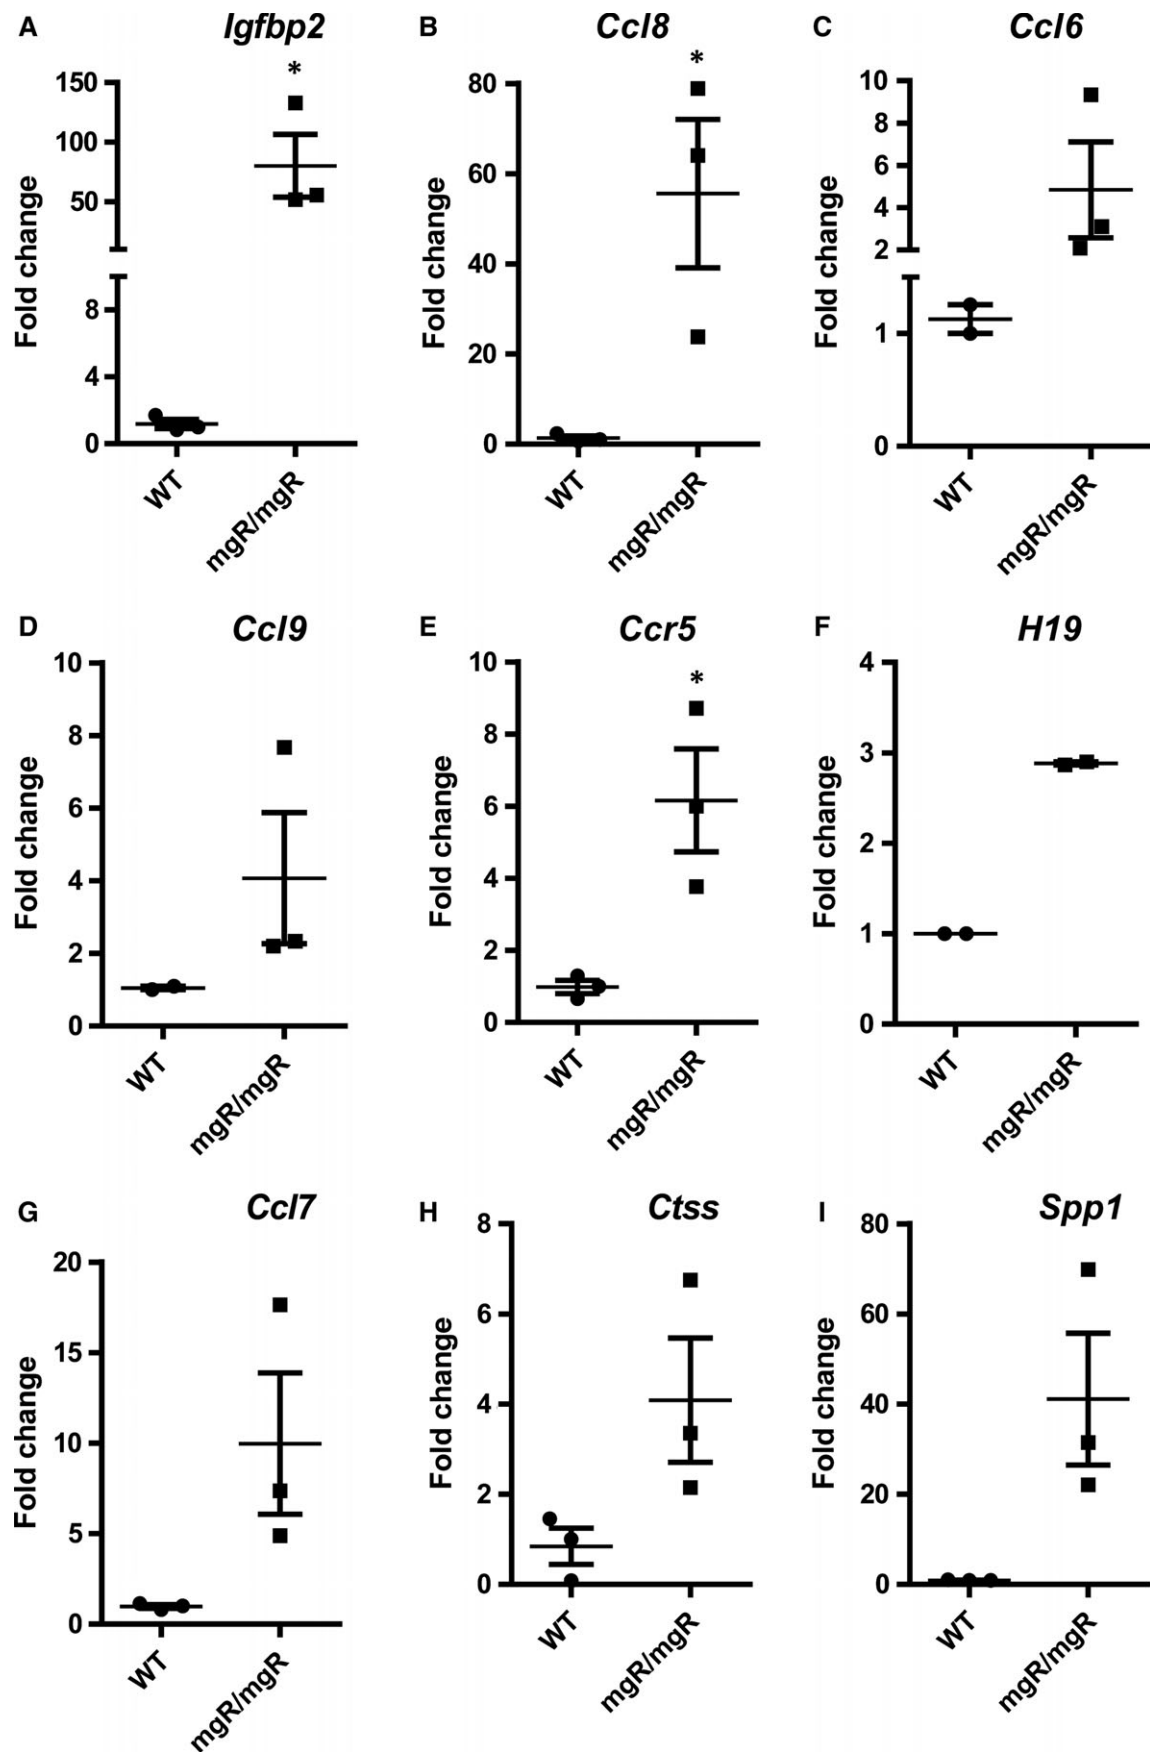 A
Igfbp2
*
Fold change
150
100
50
8
4
0
WT
mgR/mgR
B
Ccl8
*
Fold change
80
60
40
20
0
WT
mgR/mgR
C
Ccl6
Fold change
10
8
6
4
2
1
0
WT
mgR/mgR
D
Ccl9
Fold change
10
8
6
4
2
0
WT
mgR/mgR
E
Ccr5
*
Fold change
10
8
6
4
2
0
WT
mgR/mgR
F
H19
Fold change
4
3
2
1
0
WT
mgR/mgR
G
Ccl7
Fold change
20
15
10
5
0
WT
mgR/mgR
H
Ctss
Fold change
8
6
4
2
0
WT
mgR/mgR
I
Spp1
Fold change
80
60
40
20
0
WT
mgR/mgR